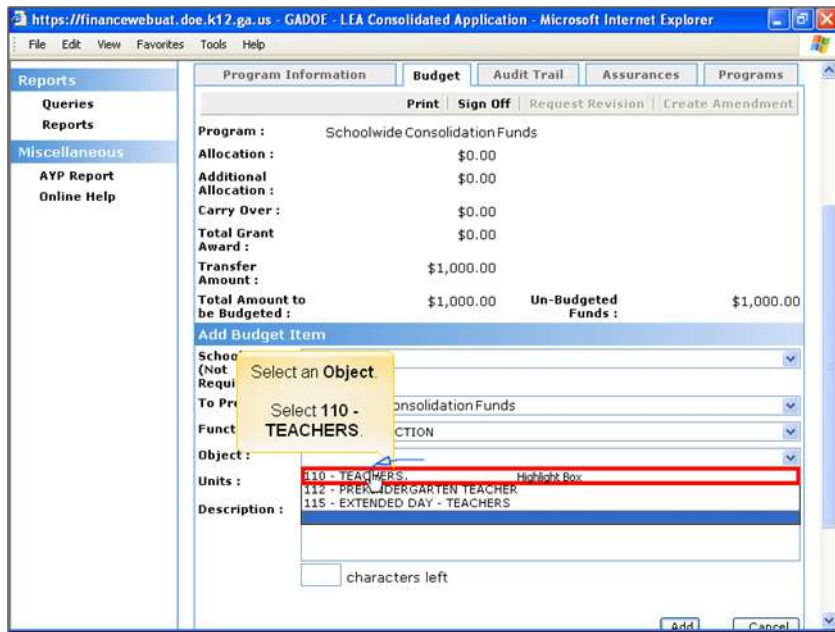 https://financewebuat.doe.k12.ga.us - GADOE - LEA Consolidated Application - Microsoft Internet Explorer
File Edit View Favorites Tools Help
Reports
Queries
Reports
Miscellaneous
AYP Report
Online Help
Program Information Budget Audit Trail Assurances Programs
Print Sign Off Request Revision Create Amendment
Program : Schoolwide Consolidation Funds
Allocation : $0.00
Additional
Allocation : $0.00
Carry Over : $0.00
Total Grant
Award : $0.00
Transfer
Amount : $1,000.00
Total Amount to
be Budgeted : $1,000.00 Un-Budgeted
Funds : $1,000.00
Add Budget Item
Schoo
(Not
Requi
Select an Object.
Select 110 -
TEACHERS.
To Pr onsolidation Funds
Funct CTION
Object :
110 - TEACHERS. Highlight Box
112 - PREKINDERGARTEN TEACHER
115 - EXTENDED DAY - TEACHERS
Units :
Description :
characters left
Add Cancel